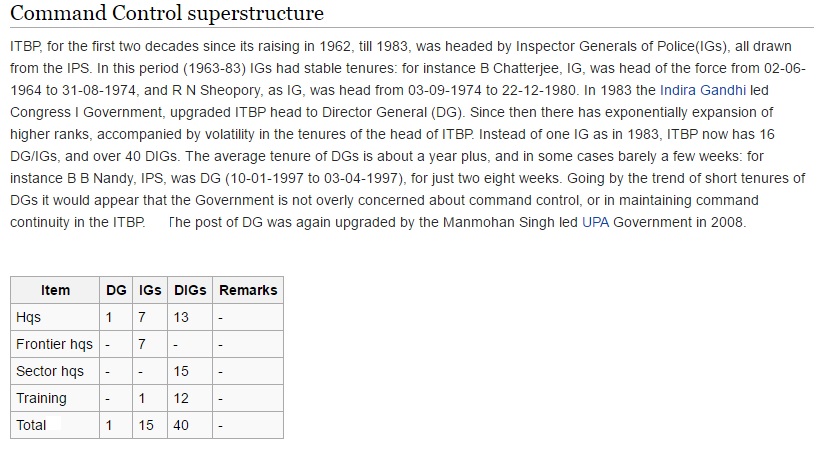 Command Control superstructure
ITBP, for the first two decades since its raising in 1962, till 1983, was headed by Inspector Generals of Police(IGs), all drawn
from the IPS. In this period (1963-83) IGs had stable tenures: for instance B Chatterjee, IG, was head of the force from 02-06-
1964 to 31-08-1974, and R N Sheopory, as IG, was head from 03-09-1974 to 22-12-1980. In 1983 the Indira Gandhi led
Congress I Government, upgraded ITBP head to Director General (DG). Since then there has exponentially expansion of
higher ranks, accompanied by volatility in the tenures of the head of ITBP. Instead of one IG as in 1983, ITBP now has 16
DG/IGs, and over 40 DIGs. The average tenure of DGs is about a year plus, and in some cases barely a few weeks: for
instance B B Nandy, IPS, was DG (10-01-1997 to 03-04-1997), for just two eight weeks. Going by the trend of short tenures of
DGs it would appear that the Government is not overly concerned about command control, or in maintaining command
continuity in the ITBP. The post of DG was again upgraded by the Manmohan Singh led UPA Government in 2008.
Item DG IGs DIGs Remarks
Hqs 1 7 13 -
Frontier hqs - 7 - -
Sector hqs - - 15 -
Training - 1 12 -
Total 1 15 40 -